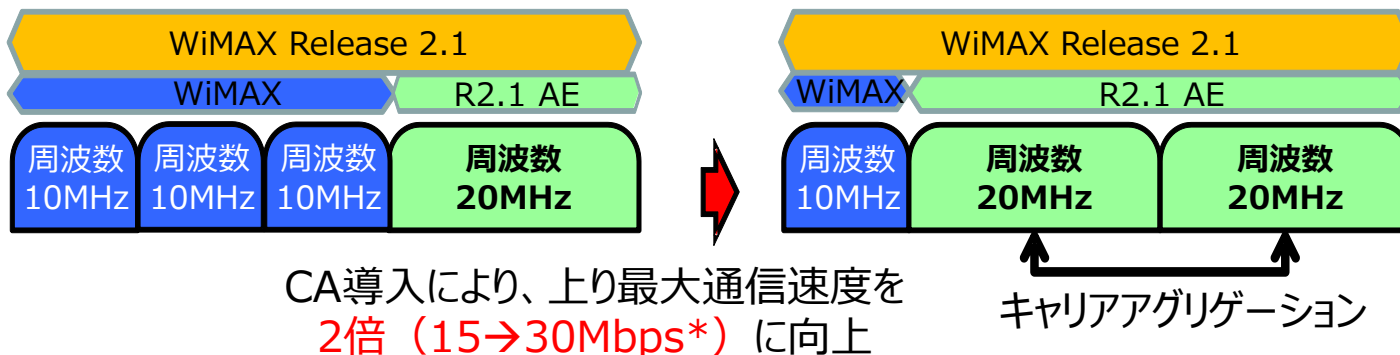 WiMAX Release 2.1
WiMAX
R2.1 AE
周波数
10MHz
周波数
10MHz
周波数
10MHz
周波数
20MHz
WiMAX Release 2.1
WiMAX
R2.1 AE
周波数
10MHz
周波数
20MHz
周波数
20MHz
CA導入により、上り最大通信速度を
2倍（15→30Mbps*）に向上
キャリアアグリゲーション